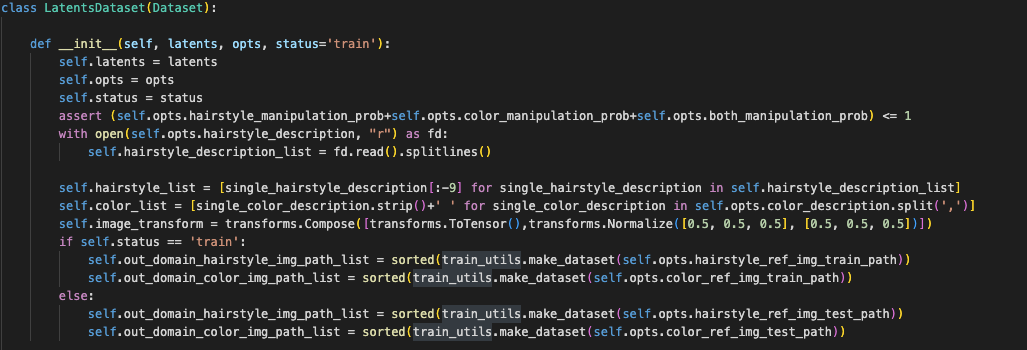 class LatentsDataset(Dataset):
def __init__(self, latents, opts, status='train'):
self.latents = latents
self.opts = opts
self.status = status
assert (self.opts.hairstyle_manipulation_prob+self.opts.color_manipulation_prob+self.opts.both_manipulation_prob) <= 1
with open(self.opts.hairstyle_description, "r") as fd:
self.hairstyle_description_list = fd.read().splitlines()
self.hairstyle_list = [single_hairstyle_description[:-9] for single_hairstyle_description in self.hairstyle_description_list]
self.color_list = [single_color_description.strip()+' ' for single_color_description in self.opts.color_description.split(',')]
self.image_transform = transforms.Compose([transforms.ToTensor(),transforms.Normalize([0.5, 0.5, 0.5], [0.5, 0.5, 0.5])])
if self.status == 'train':
self.out_domain_hairstyle_img_path_list = sorted(train_utils.make_dataset(self.opts.hairstyle_ref_img_train_path))
self.out_domain_color_img_path_list = sorted(train_utils.make_dataset(self.opts.color_ref_img_train_path))
else:
self.out_domain_hairstyle_img_path_list = sorted(train_utils.make_dataset(self.opts.hairstyle_ref_img_test_path))
self.out_domain_color_img_path_list = sorted(train_utils.make_dataset(self.opts.color_ref_img_test_path))